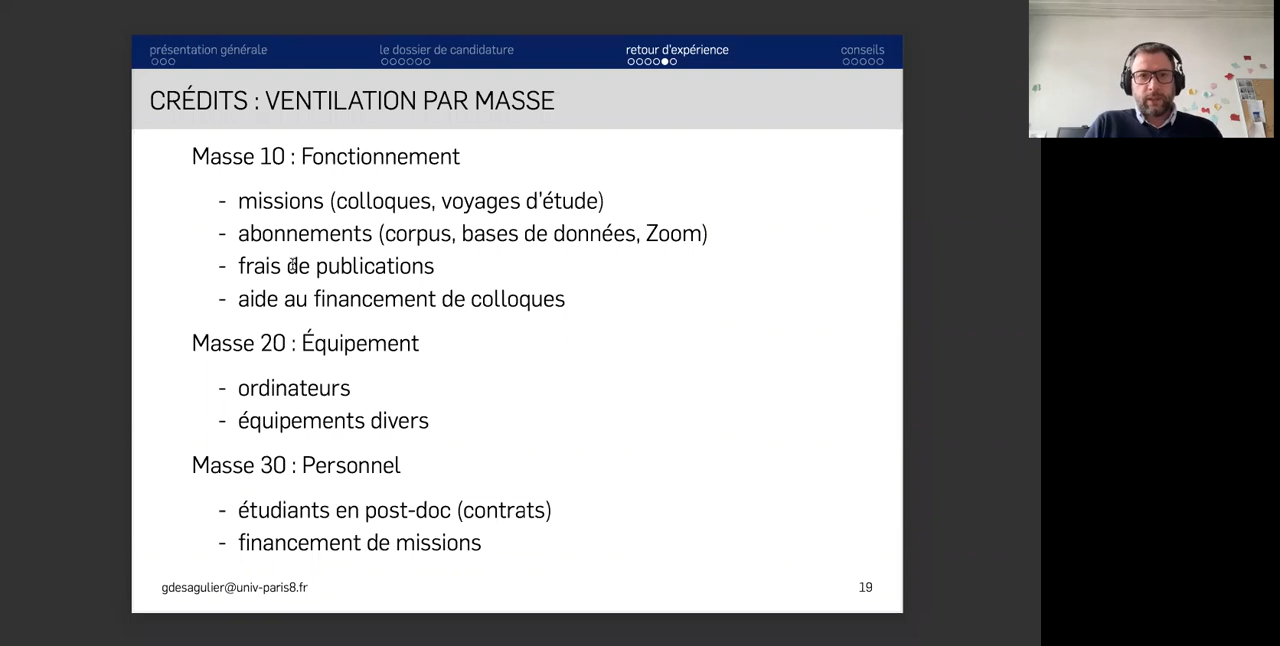 présentation générale
le dossier de candidature
retour d'expérience
conseils
CRÉDITS : VENTILATION PAR MASSE
Masse 10 : Fonctionnement
- missions (colloques, voyages d'étude)
- abonnements (corpus, bases de données, Zoom)
- frais de publications
- aide au financement de colloques
Masse 20 : Équipement
- ordinateurs
- équipements divers
Masse 30 : Personnel
- étudiants en post-doc (contrats)
- financement de missions
gdesagulier@univ-paris8.fr
19